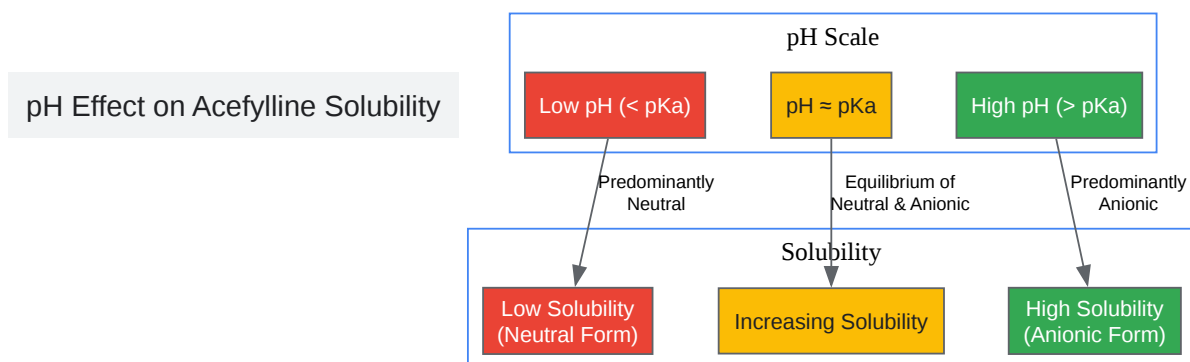 pH Effect on Acefylline Solubility
pH Scale
Low pH (< pKa)
pH ≈ pKa
High pH (> pKa)
Predominantly
Neutral
Equilibrium of
Neutral & Anionic
Predominantly
Anionic
Solubility
Low Solubility
(Neutral Form)
Increasing Solubility
High Solubility
(Anionic Form)